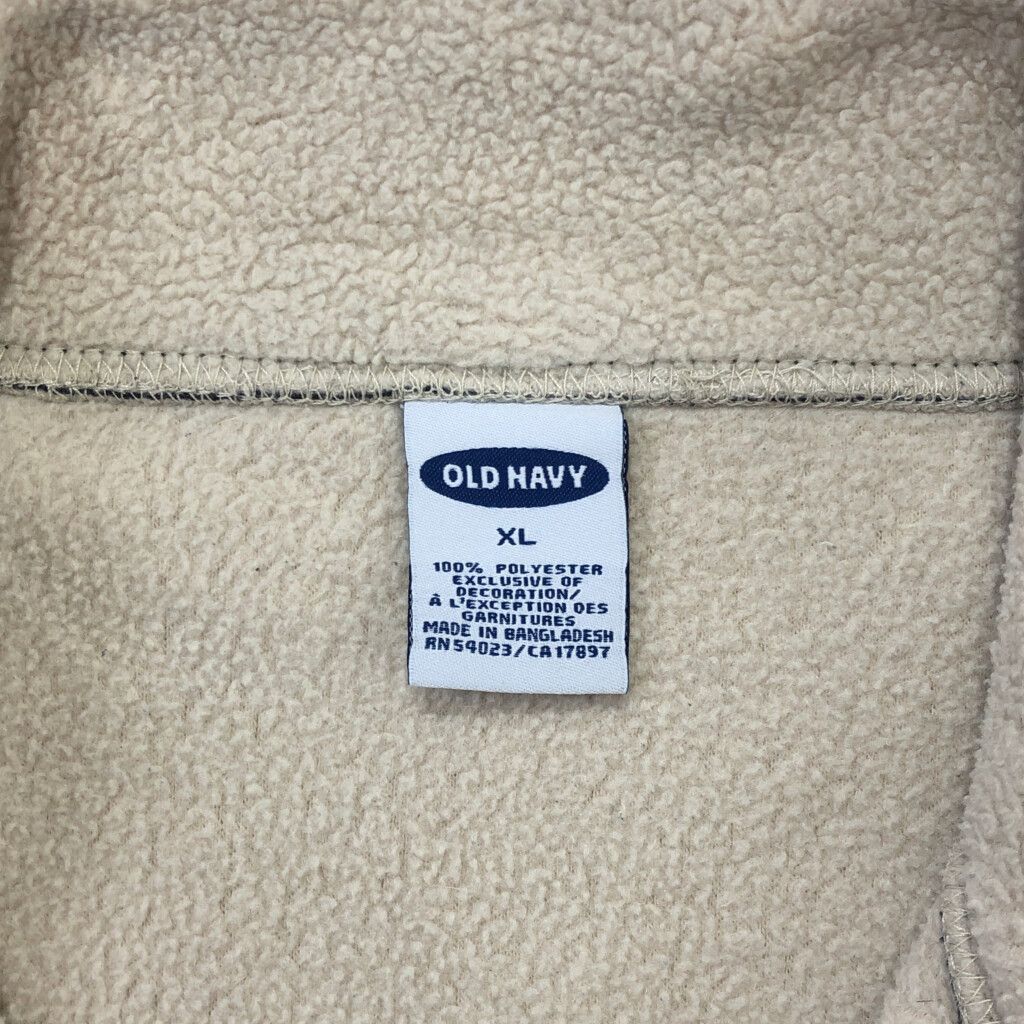 OLD NAVY
XL
100% POLYESTER
EXCLUSIVE OF
DECORATION/
À L'EXCEPTION DES
GARNITURES
MADE IN BANGLADESH
RN54023/CA17897